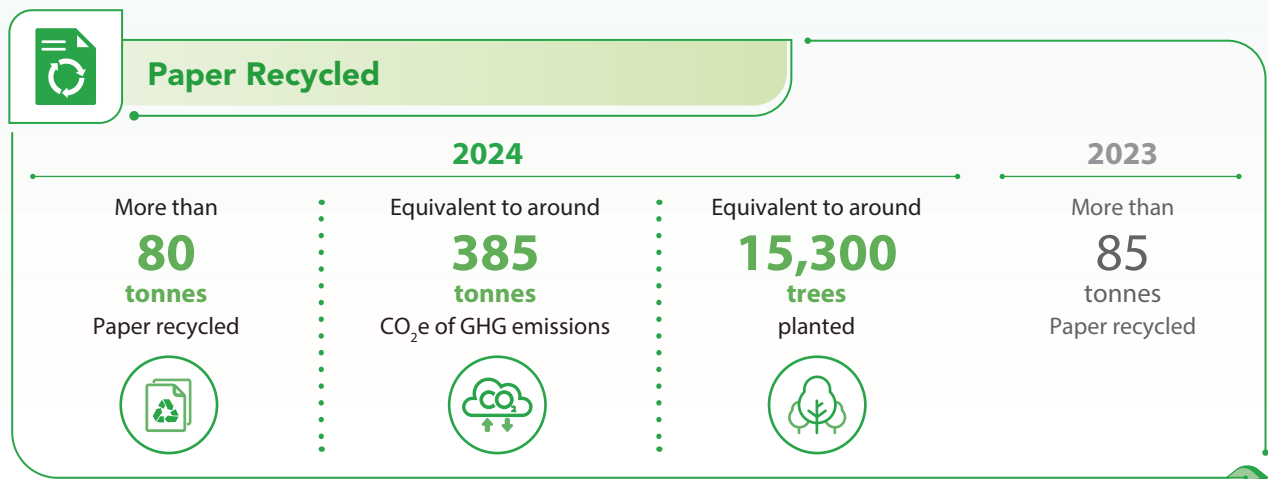 Paper Recycled
2024
More than
80
tonnes
Paper recycled
Equivalent to around
385
tonnes
CO₂e of GHG emissions
CO₂
Equivalent to around
15,300
trees
planted
2023
More than
85
tonnes
Paper recycled